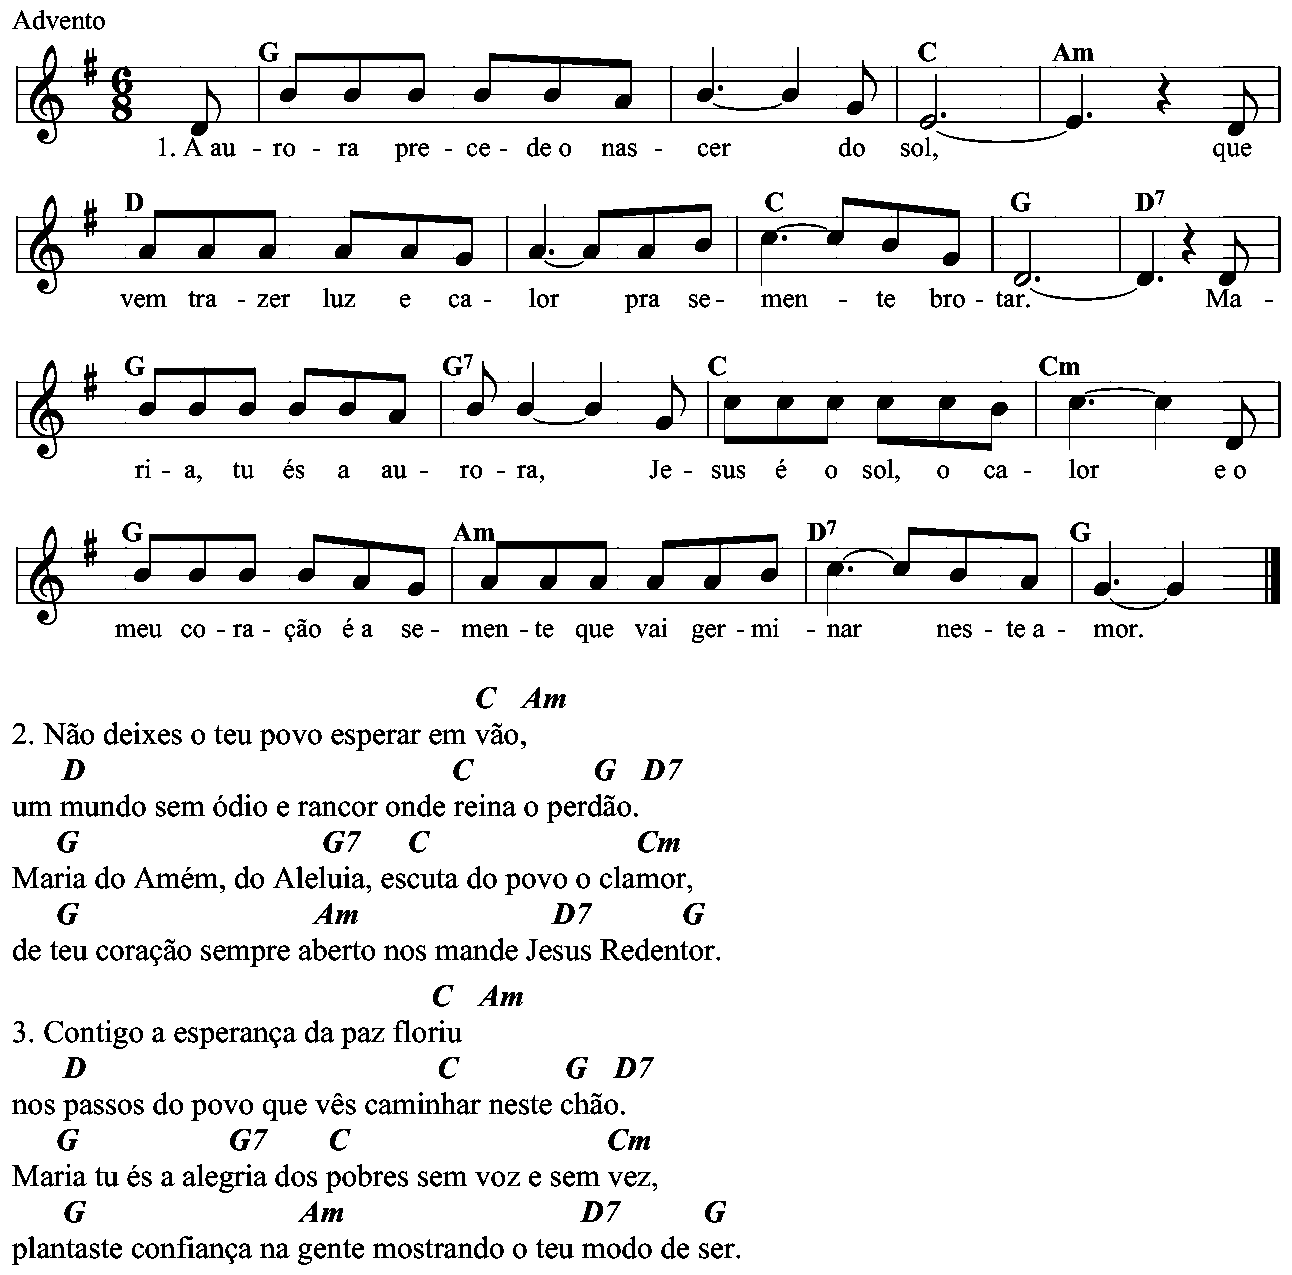 Advento
G C Am
6
8
1. A au - ro - ra pre - ce - de o nas - cer do sol, que
D C G D7
vem tra - zer luz e ca - lor pra se - men - te bro - tar. Ma -
G G7 C Cm
ri - a, tu és a au - ro - ra, Je - sus é o sol, o ca - lor e o
G Am D7 G
meu co - ra - ção é a se - men - te que vai ger - mi - nar nes - te a - mor.
C Am
2. Não deixes o teu povo esperar em vão,
D C G D7
um mundo sem ódio e rancor onde reina o perdão.
G G7 C Cm
Maria do Amém, do Aleluia, escuta do povo o clamor,
G Am D7 G
de teu coração sempre aberto nos mande Jesus Redentor.
C Am
3. Contigo a esperança da paz floriu
D C G D7
nos passos do povo que vês caminhar neste chão.
G G7 C Cm
Maria tu és a alegria dos pobres sem voz e sem vez,
G Am D7 G
plantaste confiança na gente mostrando o teu modo de ser.